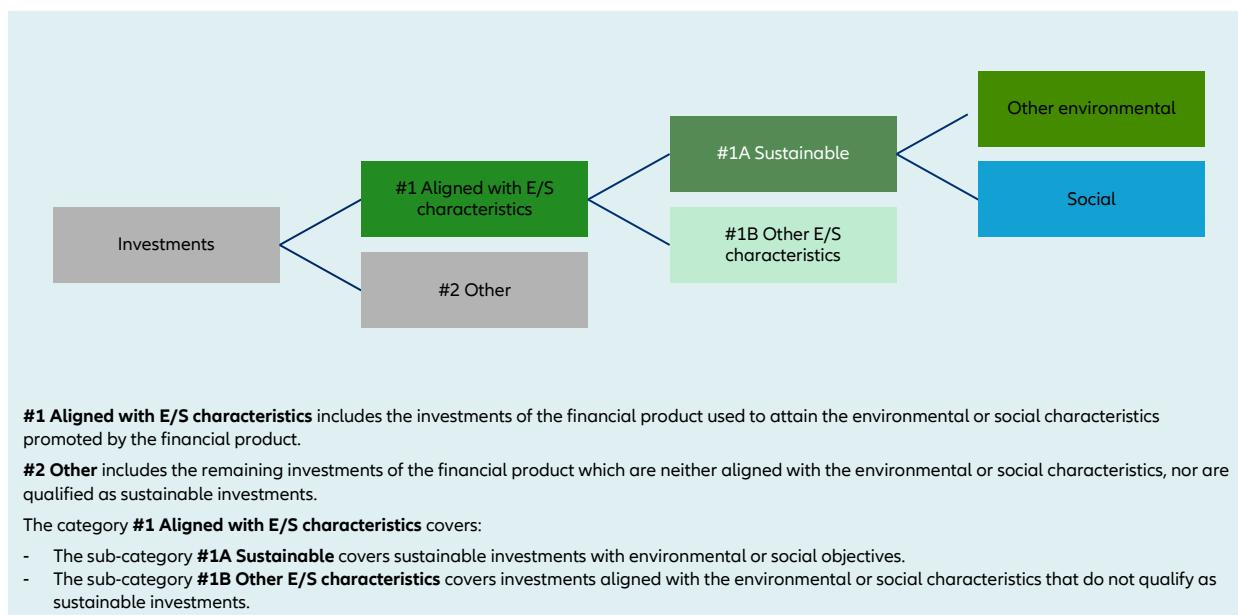 Other environmental
#1A Sustainable
#1 Aligned with E/S
characteristics
Social
Investments
#1B Other E/S
characteristics
#2 Other
#1 Aligned with E/S characteristics includes the investments of the financial product used to attain the environmental or social characteristics
promoted by the financial product.
#2 Other includes the remaining investments of the financial product which are neither aligned with the environmental or social characteristics, nor are
qualified as sustainable investments.
The category #1 Aligned with E/S characteristics covers:
- The sub-category #1A Sustainable covers sustainable investments with environmental or social objectives.
- The sub-category #1B Other E/S characteristics covers investments aligned with the environmental or social characteristics that do not qualify as
sustainable investments.